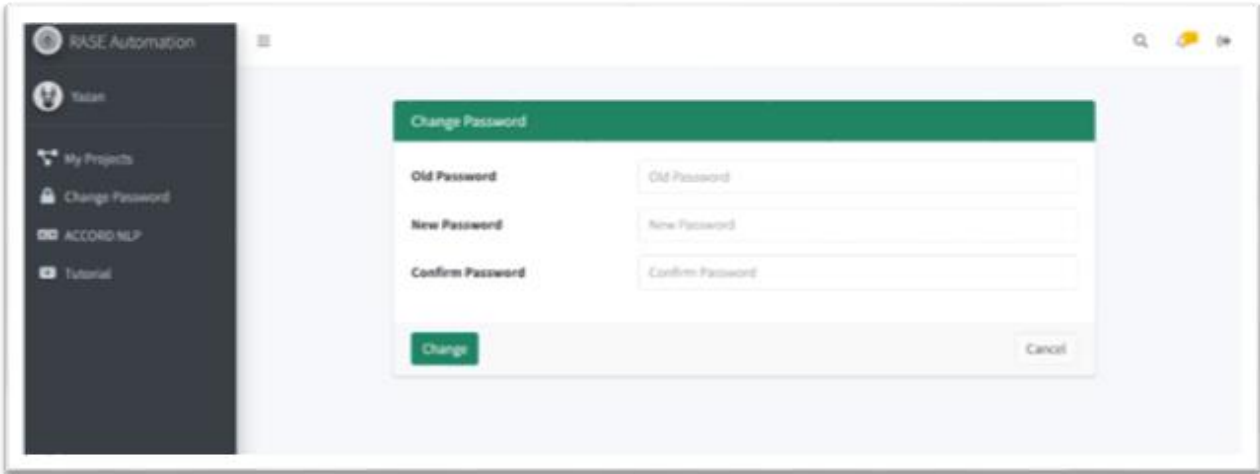 RASE Automation
Yazan
My Projects
Change Password
ACCORD NLP
Tutorial
Change Password
Old Password
Old Password
New Password
New Password
Confirm Password
Confirm Password
Change
Cancel